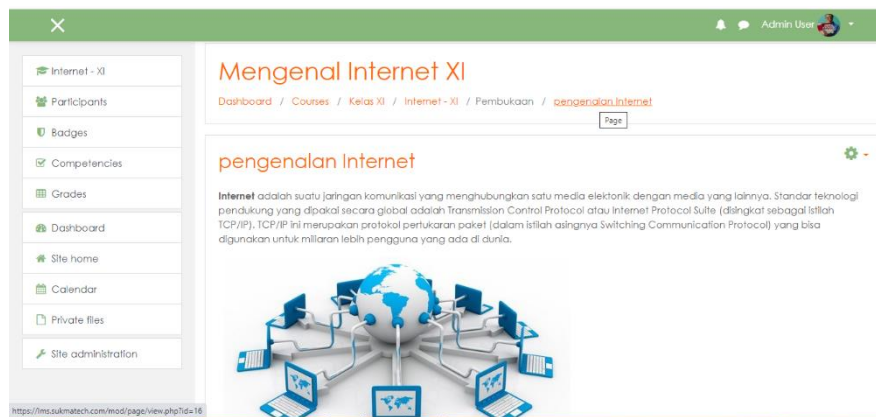 Admin User
Internet - XI
Participants
Badges
Competencies
Grades
Dashboard
Site home
Calendar
Private files
Site administration
Mengenal Internet XI
Dashboard / Courses / Kelas XI / Internet - XI / Pembukaan / pengenalan Internet
Page
pengenalan Internet
Internet adalah suatu jaringan komunikasi yang menghubungkan satu media elektonik dengan media yang lainnya. Standar teknologi
pendukung yang dipakai secara global adalah Transmission Control Protocol atau Internet Protocol Suite (disingkat sebagai istilah
TCP/IP). TCP/IP ini merupakan protokol pertukaran paket (dalam istilah asingnya Switching Communication Protocol) yang bisa
digunakan untuk miliaran lebih pengguna yang ada di dunia.
https://lms.sukmatech.com/mod/page/view.php?id=16